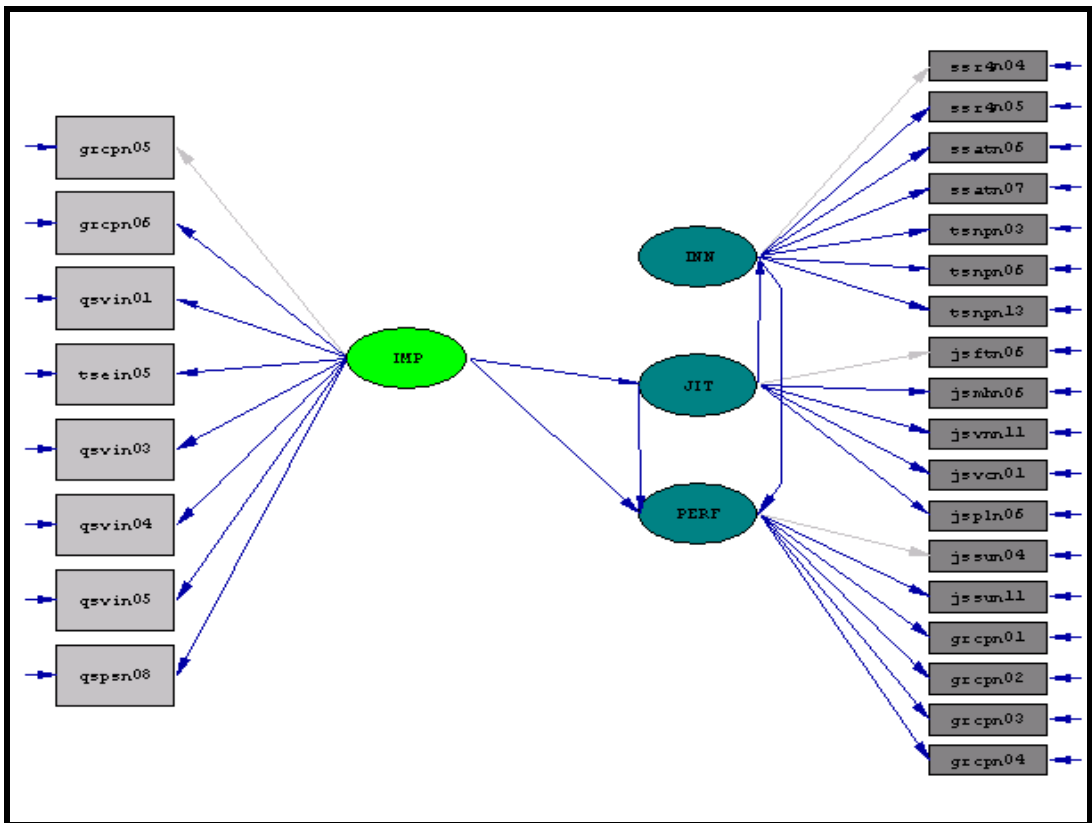 grcpn05
grcpn06
qsvin01
tsein05
qsvin03
qsvin04
qsvin05
qspsn08
IMP
INN
JIT
PERF
ssr4n04
ssr4n05
ssatn06
ssatn07
tsnpn03
tsnpn06
tsnpn13
jsftn06
jsmhn06
jsvrn11
jsvcn01
jspln06
jssun04
jssun11
grcpn01
grcpn02
grcpn03
grcpn04